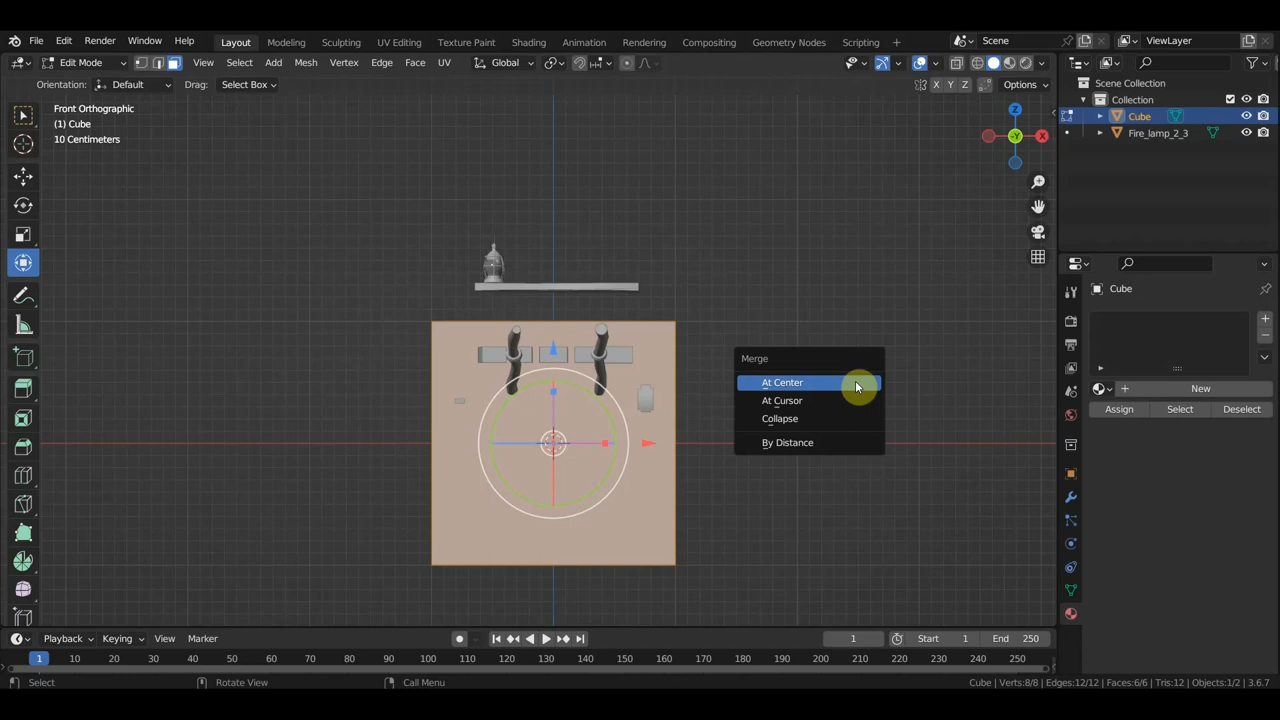 File Edit Render Window Help Layout Modeling Sculpting UV Editing Texture Paint Shading Animation Rendering Compositing Geometry Nodes Scripting + Scene ViewLayer
Edit Mode View Select Add Mesh Vertex Edge Face UV Global
Orientation: Default Drag: Select Box X Y Z Options
Scene Collection
Collection
Cube
Fire_lamp_2_3
Front Orthographic
(1) Cube
10 Centimeters
Z
-Y X
Cube
Merge
At Center
At Cursor
Collapse
By Distance
New
Assign Select Deselect
Playback Keying View Marker 1 Start 1 End 250
1 10 20 30 40 50 60 70 80 90 100 110 120 130 140 150 160 170 180 190 200 210 220 230 240 250
Select Rotate View Call Menu Cube | Verts:8/8 | Edges:12/12 | Faces:6/6 | Tris:12 | Objects:1/2 | 3.6.7